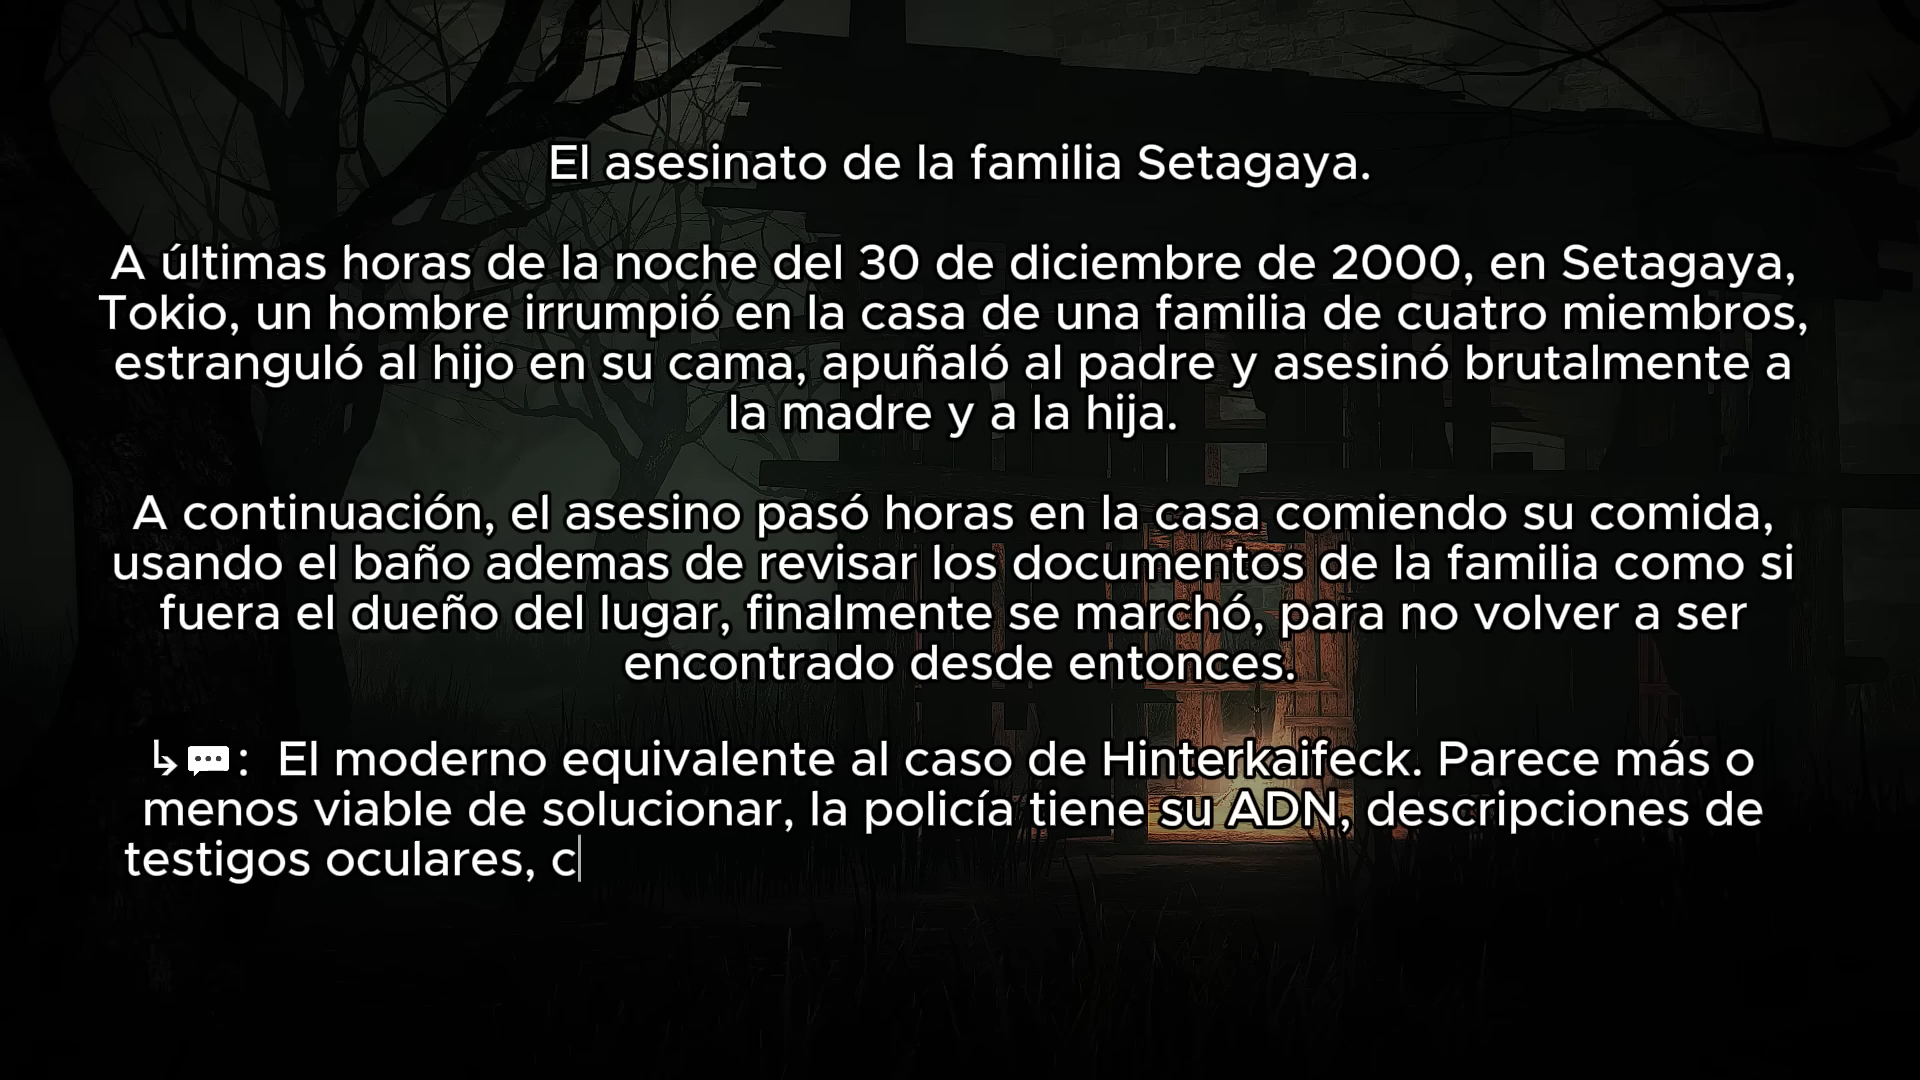 El asesinato de la familia Setagaya.
A últimas horas de la noche del 30 de diciembre de 2000, en Setagaya,
Tokio, un hombre irrumpió en la casa de una familia de cuatro miembros,
estranguló al hijo en su cama, apuñaló al padre y asesinó brutalmente a
la madre y a la hija.
A continuación, el asesino pasó horas en la casa comiendo su comida,
usando el baño ademas de revisar los documentos de la familia como si
fuera el dueño del lugar, finalmente se marchó, para no volver a ser
encontrado desde entonces.
↳💬: El moderno equivalente al caso de Hinterkaifeck. Parece más o
menos viable de solucionar, la policía tiene su ADN, descripciones de
testigos oculares, c